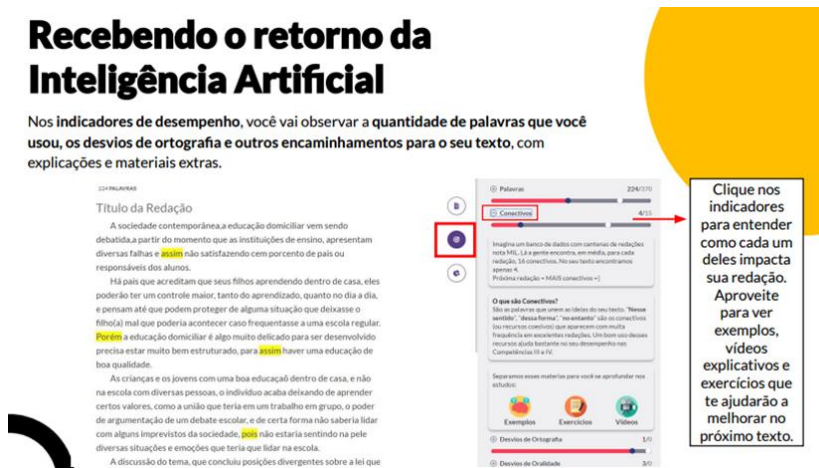 Recebendo o retorno da
Inteligência Artificial
Nos indicadores de desempenho, você vai observar a quantidade de palavras que você
usou, os desvios de ortografia e outros encaminhamentos para o seu texto, com
explicações e materiais extras.
224 PALAVRAS
Título da Redação
A sociedade contemporânea,a educação domiciliar vem sendo
debatida,a partir do momento que as instituições de ensino, apresentam
diversas falhas e assim não satisfazendo cem porcento de pais ou
responsáveis dos alunos.
Há pais que acreditam que seus filhos aprendendo dentro de casa, eles
poderão ter um controle maior, tanto do aprendizado, quanto no dia a dia,
e pensam até que podem proteger de alguma situação que deixasse o
filho(a) mal que poderia acontecer caso frequentasse a uma escola regular.
Porém a educação domiciliar é algo muito delicado para ser desenvolvido
precisa estar muito bem estruturado, para assim haver uma educação de
boa qualidade.
As crianças e os jovens com uma boa educaçaõ dentro de casa, e não
na escola com diversas pessoas, o indivíduo acaba deixando de aprender
certos valores, como a união que teria em um trabalho em grupo, o poder
de argumentação de um debate escolar, e de certa forma não saberia lidar
com alguns imprevistos da sociedade, pois não estaria sentindo na pele
diversas situações e emoções que teria que lidar na escola.
A discussão do tema, que concluiu posições divergentes sobre a lei que
Palavras 224/370
Conectivos 4/15
Imagina um banco de dados com centenas de redações
nota MIL. Lá a gente encontra, em média, para cada
redação, 16 conectivos. No seu texto encontramos
apenas 4.
Próxima redação = MAIS conectivos =]
O que são Conectivos?
São as palavras que unem as ideias do seu texto. "Nesse
sentido", "dessa forma", "no entanto" são os conectivos
(ou recursos coesivos) que aparecem com muita
frequência em excelentes redações. Um bom uso desses
recursos ajuda bastante no seu desempenho nas
Competências III e IV.
Separamos esses materias para você se aprofundar nos
estudos:
Exemplos Exercícios Vídeos
Desvios de Ortografia 1/0
Desvios de Oralidade 3/0
Clique nos
indicadores
para entender
como cada um
deles impacta
sua redação.
Aproveite
para ver
exemplos,
vídeos
explicativos e
exercícios que
te ajudarão a
melhorar no
próximo texto.